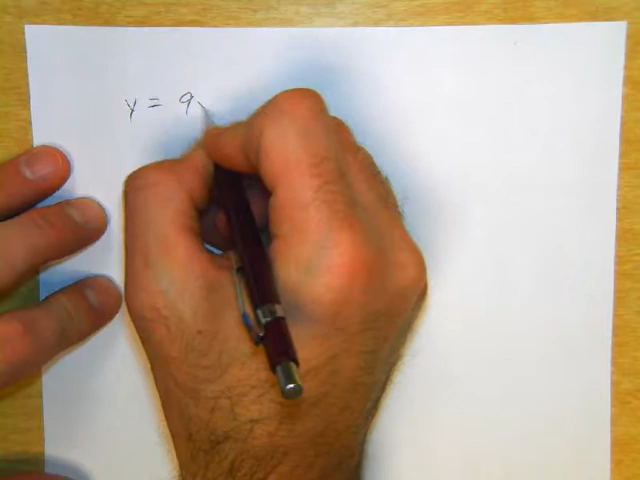 y = 9